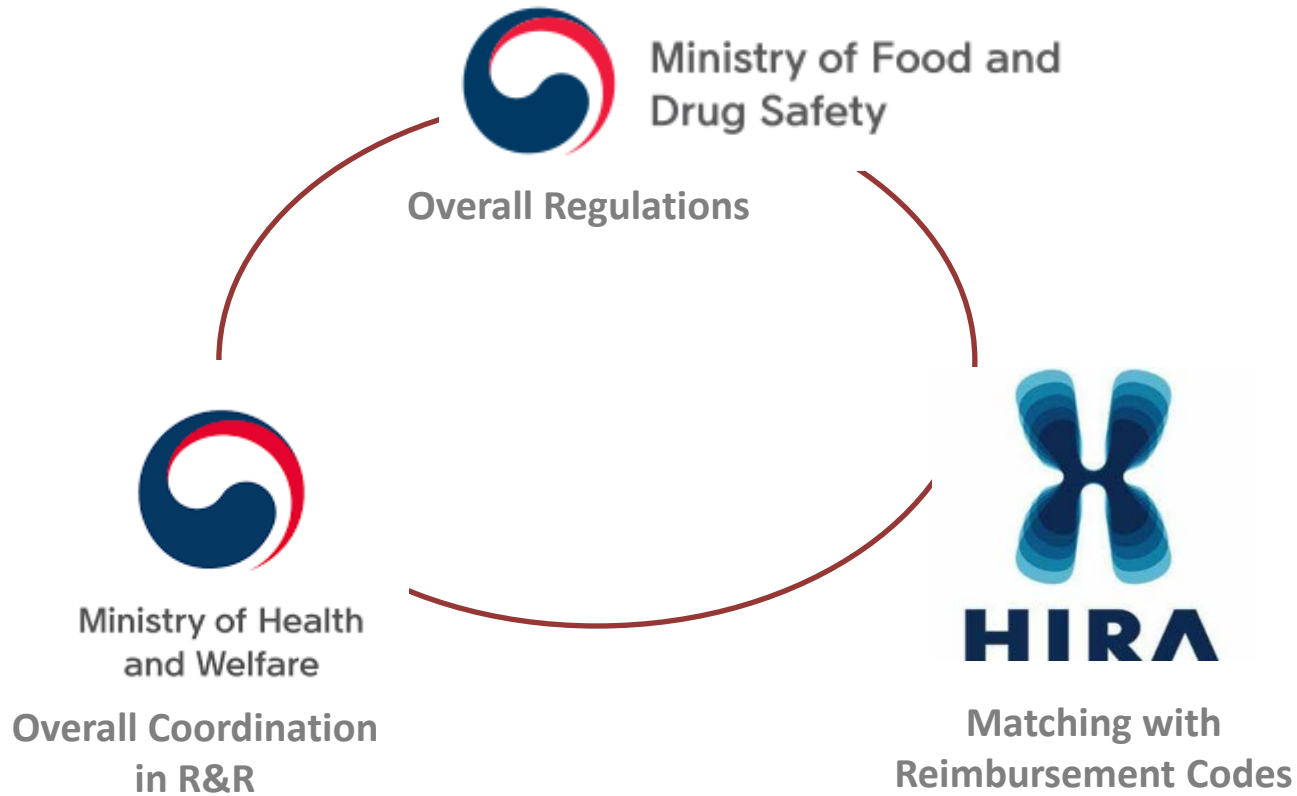 Ministry of Food and
Drug Safety
Overall Regulations
Ministry of Health
and Welfare
Overall Coordination
in R&R
HIRA
Matching with
Reimbursement Codes